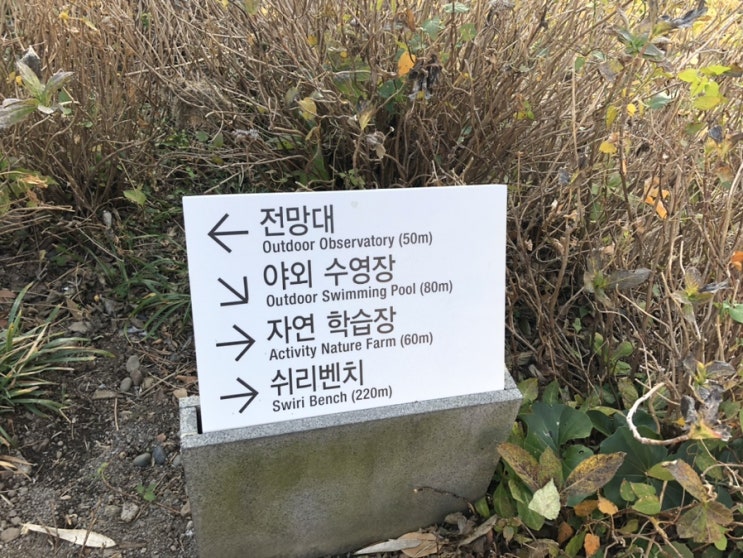 ← 전망대
Outdoor Observatory (50m)
↘ 야외 수영장
Outdoor Swimming Pool (80m)
→ 자연 학습장
Activity Nature Farm (60m)
→ 쉬리벤치
Swiri Bench (220m)